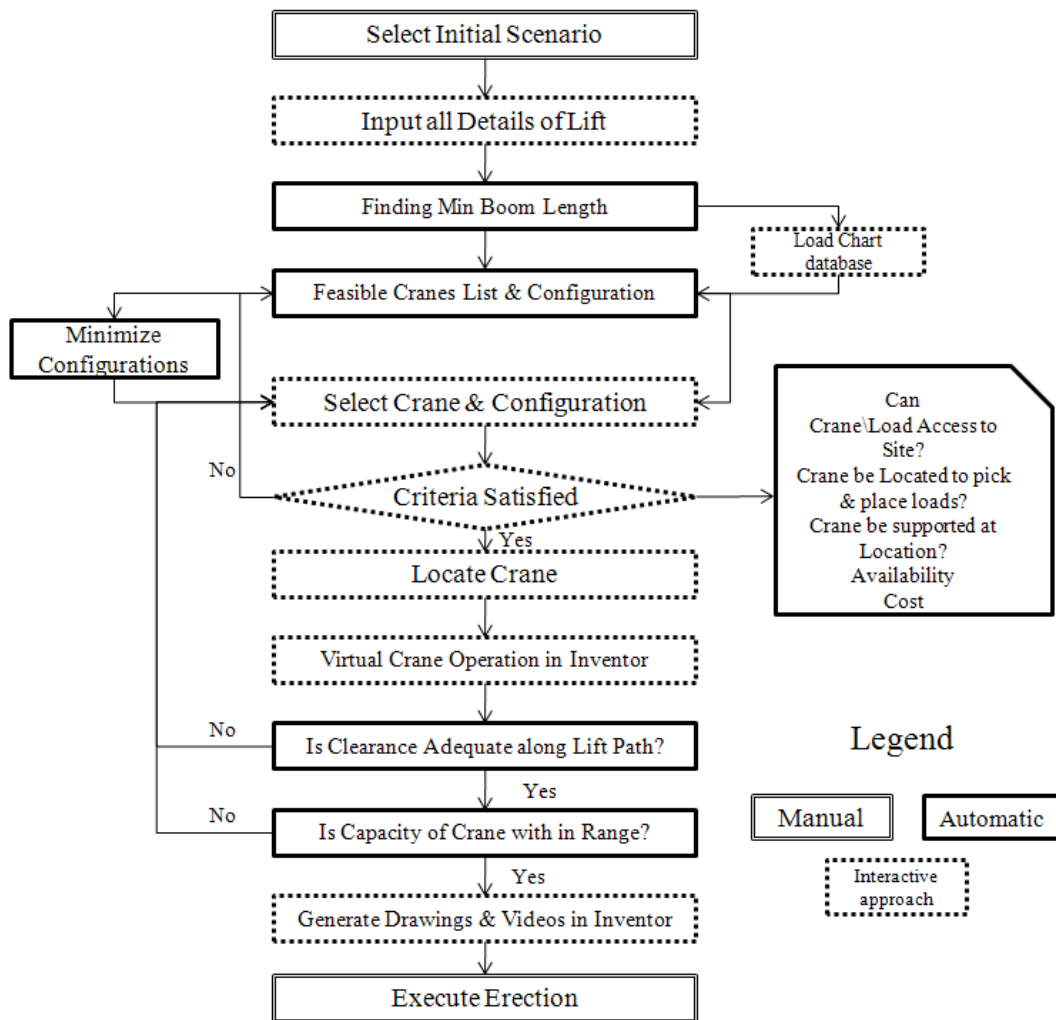 Select Initial Scenario
Input all Details of Lift
Finding Min Boom Length
Load Chart
database
Feasible Cranes List & Configuration
Minimize
Configurations
Select Crane & Configuration
No
Criteria Satisfied
Yes
Can
Crane\Load Access to
Site?
Crane be Located to pick
& place loads?
Crane be supported at
Location?
Availability
Cost
Locate Crane
Virtual Crane Operation in Inventor
No
Is Clearance Adequate along Lift Path?
Yes
No
Is Capacity of Crane with in Range?
Yes
Generate Drawings & Videos in Inventor
Execute Erection
Legend
Manual
Automatic
Interactive
approach